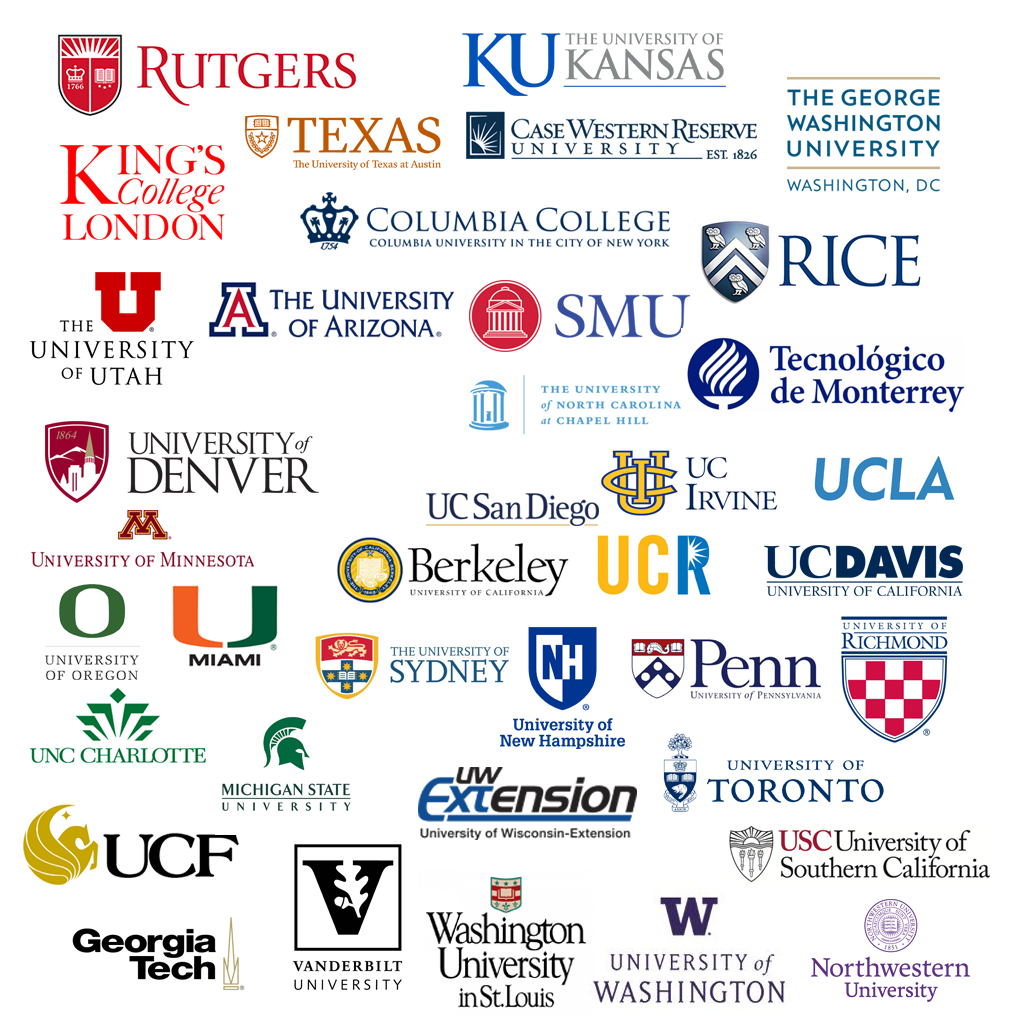 1766
RUTGERS
KU
THE UNIVERSITY OF
KANSAS
THE GEORGE
WASHINGTON
UNIVERSITY
WASHINGTON, DC
TEXAS
The University of Texas at Austin
CASE WESTERN RESERVE
UNIVERSITY
EST. 1826
KING'S
College
LONDON
1754
COLUMBIA COLLEGE
COLUMBIA UNIVERSITY IN THE CITY OF NEW YORK
RICE
U
THE
UNIVERSITY
OF UTAH
A
THE UNIVERSITY
OF ARIZONA
SMU
Tecnológico
de Monterrey
THE UNIVERSITY
of NORTH CAROLINA
at CHAPEL HILL
1864
UNIVERSITY of
DENVER
UC San Diego
UC
IRVINE
UCLA
M
UNIVERSITY OF MINNESOTA
Berkeley
UNIVERSITY OF CALIFORNIA
UCR
UCDAVIS
UNIVERSITY OF CALIFORNIA
O
UNIVERSITY
OF OREGON
U
MIAMI
THE UNIVERSITY OF
SYDNEY
NH
University of
New Hampshire
Penn
UNIVERSITY of PENNSYLVANIA
UNIVERSITY OF
RICHMOND
UNC CHARLOTTE
MICHIGAN STATE
UNIVERSITY
UW
Extension
University of Wisconsin-Extension
UNIVERSITY OF
TORONTO
UCF
V
VANDERBILT
UNIVERSITY
USC University of
Southern California
Georgia
Tech
Washington
University
in St. Louis
W
UNIVERSITY of
WASHINGTON
NORTHWESTERN UNIVERSITY
1851
Northwestern
University